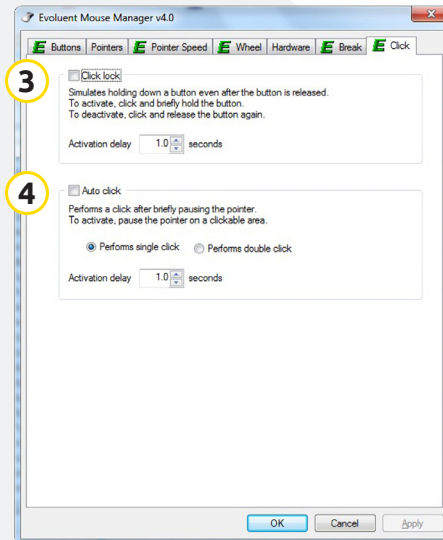 Evoluent Mouse Manager v4.0
E Buttons Pointers E Pointer Speed E Wheel Hardware E Break E Click
3
Click lock
Simulates holding down a button even after the button is released.
To activate, click and briefly hold the button.
To deactivate, click and release the button again.
Activation delay 1.0 seconds
4
Auto click
Performs a click after briefly pausing the pointer.
To activate, pause the pointer on a clickable area.
Performs single click Performs double click
Activation delay 1.0 seconds
OK Cancel Apply